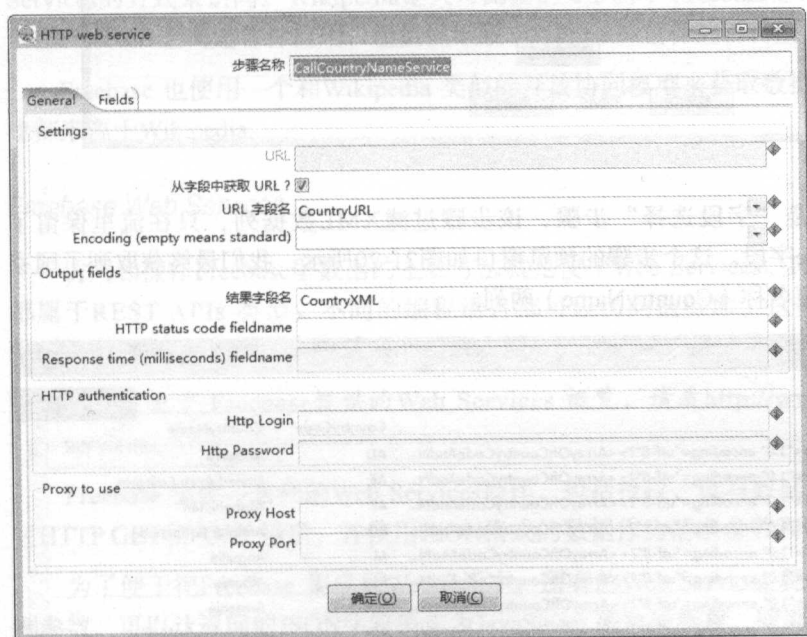 HTTP web service
步骤名称 CallCountryNameService
General Fields
Settings
URL
从字段中获取 URL ?
URL 字段名 CountryURL
Encoding (empty means standard)
Output fields
结果字段名 CountryXML
HTTP status code fieldname
Response time (milliseconds) fieldname
HTTP authentication
Http Login
Http Password
Proxy to use
Proxy Host
Proxy Port
确定(O) 取消(C)